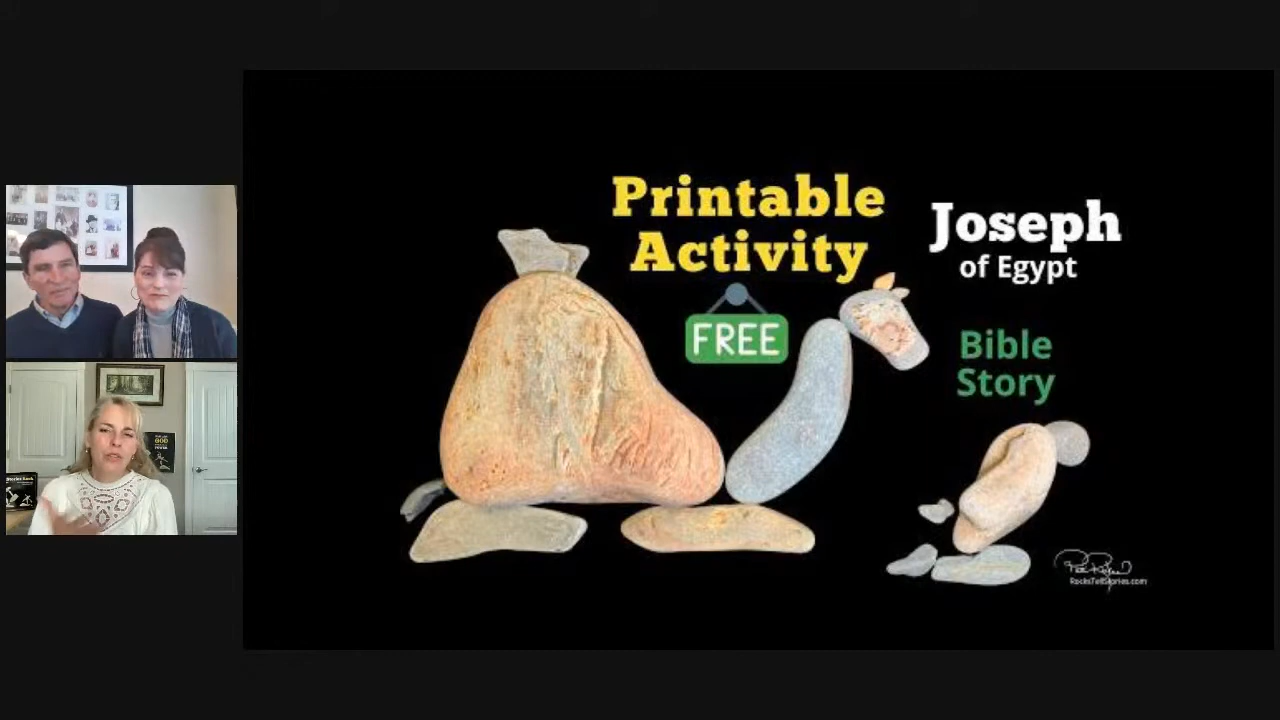 Printable
Activity
FREE
Joseph
of Egypt
Bible
Story
RocksTellStories.com